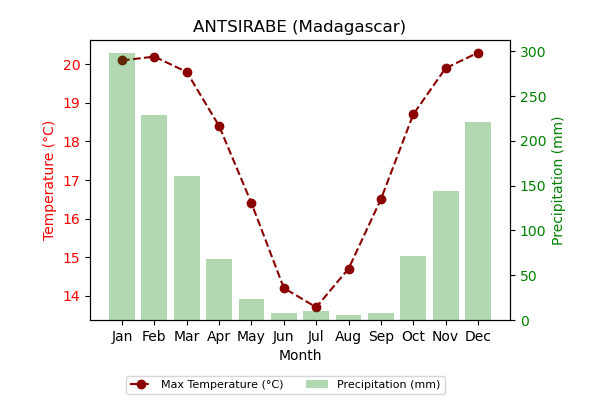 ANTSIRABE (Madagascar)
Temperature (°C)
20
19
18
17
16
15
14
300
250
200
150
100
50
0
Precipitation (mm)
Jan Feb Mar Apr May Jun Jul Aug Sep Oct Nov Dec
Month
Max Temperature (°C) Precipitation (mm)